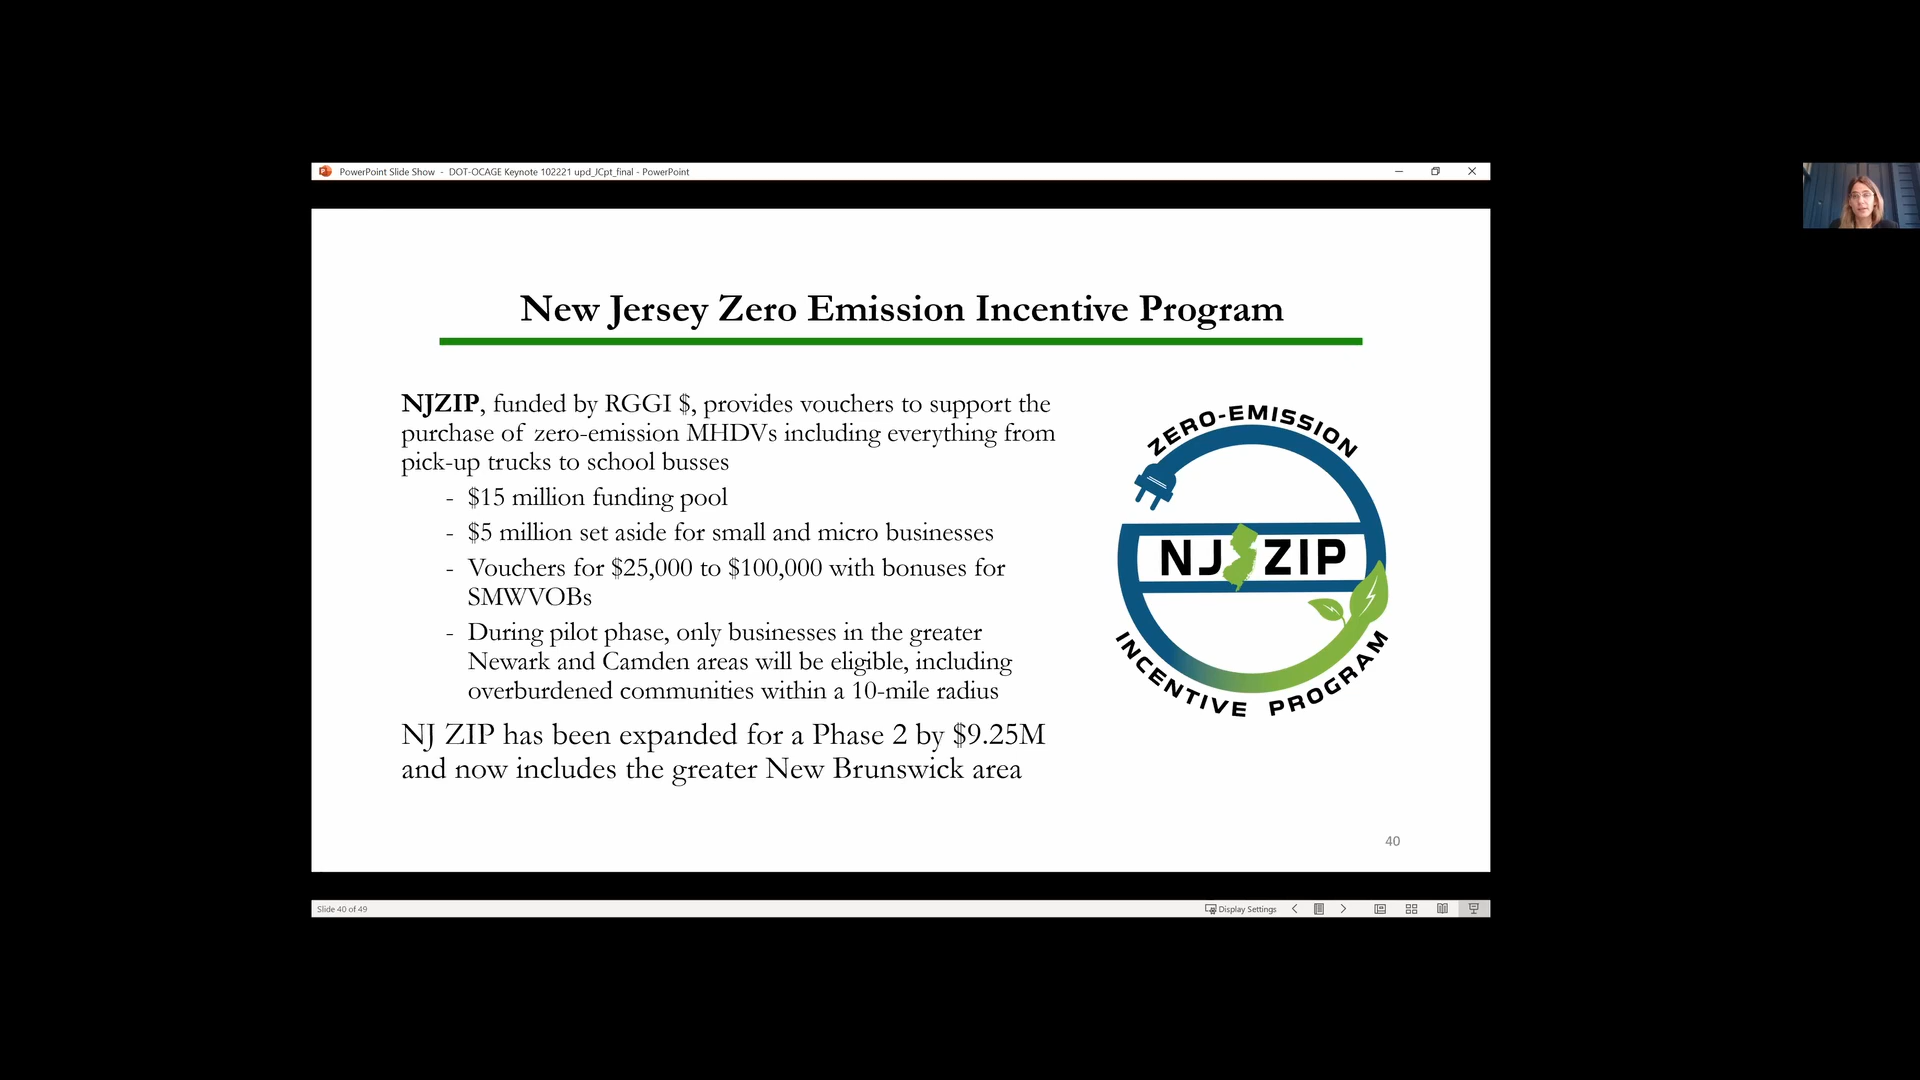 PowerPoint Slide Show - DOT-OCAGE Keynote 102221 upd_JCpt_final - PowerPoint
New Jersey Zero Emission Incentive Program
NJZIP, funded by RGGI $, provides vouchers to support the
purchase of zero-emission MHDVs including everything from
pick-up trucks to school busses
- $15 million funding pool
- $5 million set aside for small and micro businesses
- Vouchers for $25,000 to $100,000 with bonuses for
SMWVOBs
- During pilot phase, only businesses in the greater
Newark and Camden areas will be eligible, including
overburdened communities within a 10-mile radius
NJ ZIP has been expanded for a Phase 2 by $9.25M
and now includes the greater New Brunswick area
ZERO-EMISSION
NJ ZIP
INCENTIVE PROGRAM
40
Slide 40 of 49
Display Settings